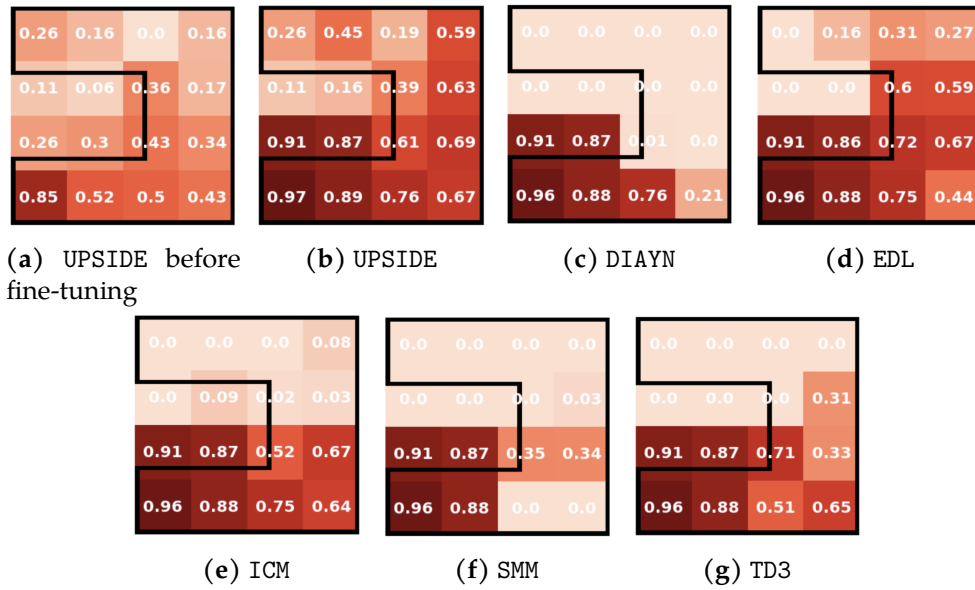 0.26 0.16 0.0 0.16
0.11 0.06 0.36 0.17
0.26 0.3 0.43 0.34
0.85 0.52 0.5 0.43
(a) UPSIDE before
fine-tuning
0.26 0.45 0.19 0.59
0.11 0.16 0.39 0.63
0.91 0.87 0.61 0.69
0.97 0.89 0.76 0.67
(b) UPSIDE
0.0 0.0 0.0 0.0
0.0 0.0 0.0 0.0
0.91 0.87 0.01 0.0
0.96 0.88 0.76 0.21
(c) DIAYN
0.0 0.16 0.31 0.27
0.0 0.0 0.6 0.59
0.91 0.86 0.72 0.67
0.96 0.88 0.75 0.44
(d) EDL
0.0 0.0 0.0 0.08
0.0 0.09 0.02 0.03
0.91 0.87 0.52 0.67
0.96 0.88 0.75 0.64
(e) ICM
0.0 0.0 0.0 0.0
0.0 0.0 0.0 0.03
0.91 0.87 0.35 0.34
0.96 0.88 0.0 0.0
(f) SMM
0.0 0.0 0.0 0.0
0.0 0.0 0.0 0.31
0.91 0.87 0.71 0.33
0.96 0.88 0.51 0.65
(g) TD3